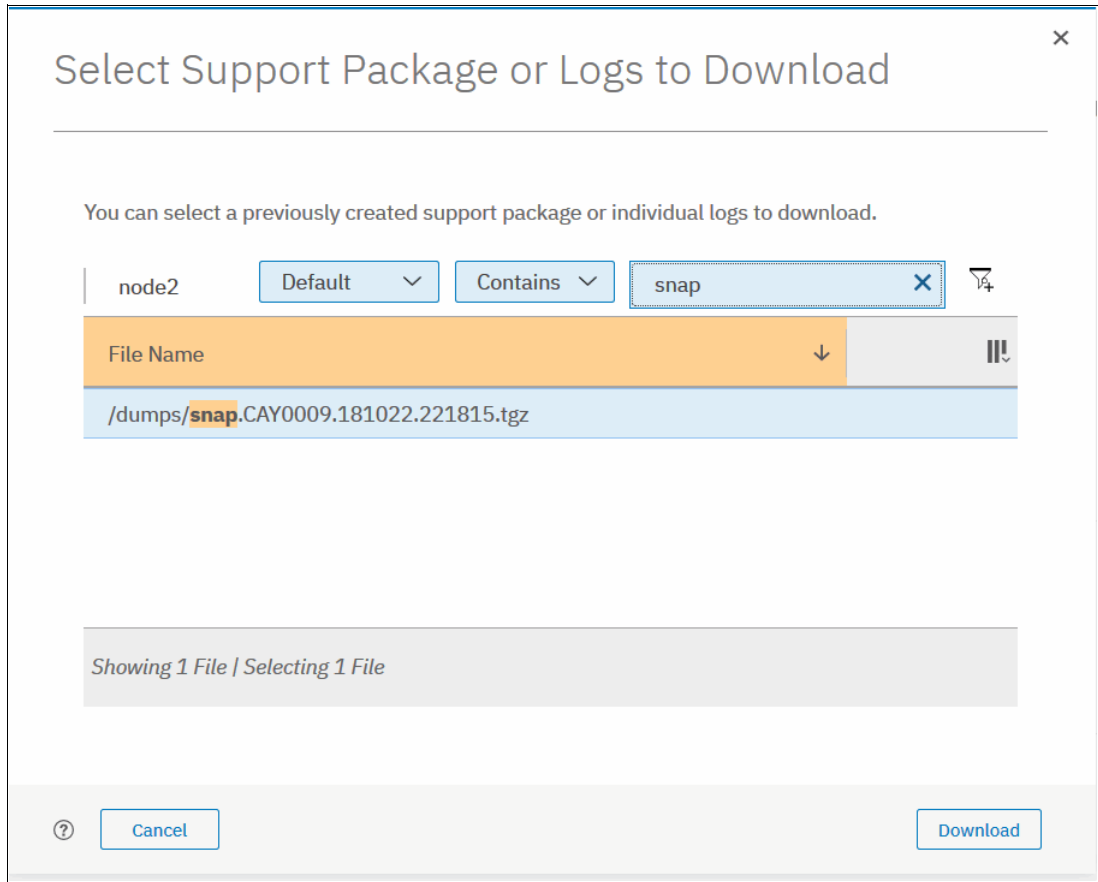 Select Support Package or Logs to Download
You can select a previously created support package or individual logs to download.
node2 Default Contains snap
File Name
/dumps/snap.CAY0009.181022.221815.tgz
Showing 1 File | Selecting 1 File
Cancel Download